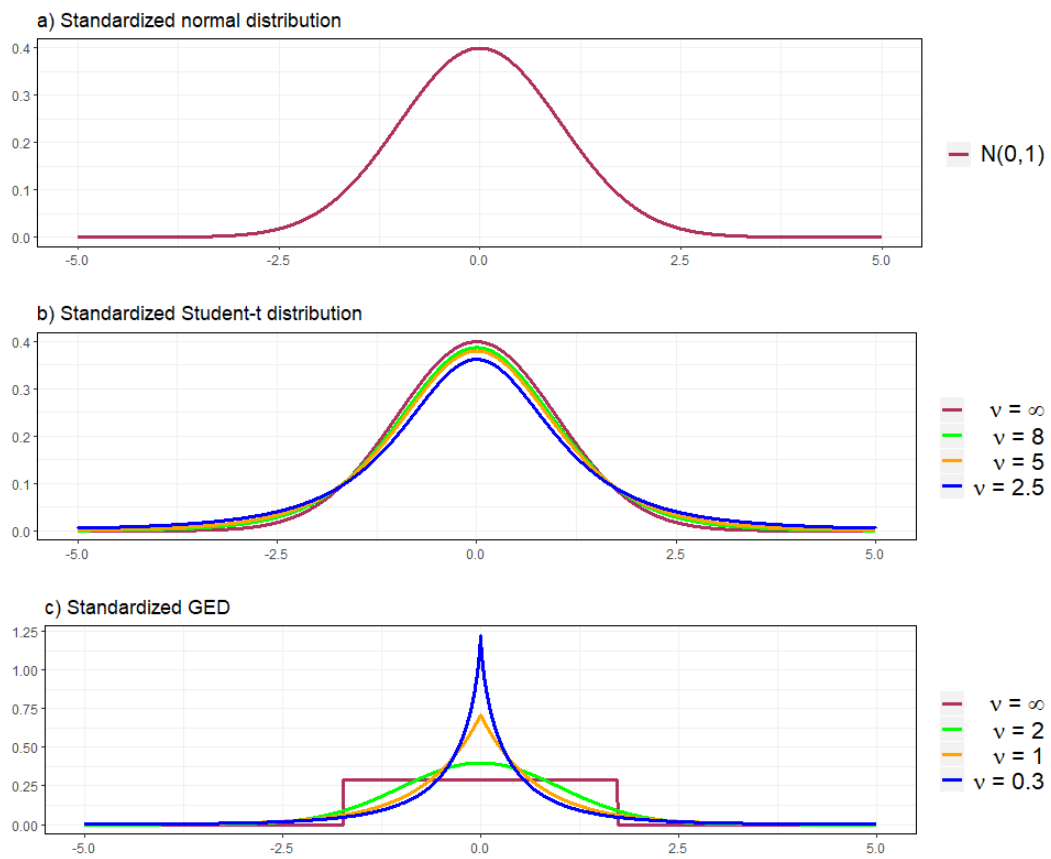 a) Standardized normal distribution
0.4
0.3
0.2
0.1
0.0
-5.0 -2.5 0.0 2.5 5.0
N(0,1)
b) Standardized Student-t distribution
0.4
0.3
0.2
0.1
0.0
-5.0 -2.5 0.0 2.5 5.0
ν = ∞
ν = 8
ν = 5
ν = 2.5
c) Standardized GED
1.25
1.00
0.75
0.50
0.25
0.00
-5.0 -2.5 0.0 2.5 5.0
ν = ∞
ν = 2
ν = 1
ν = 0.3